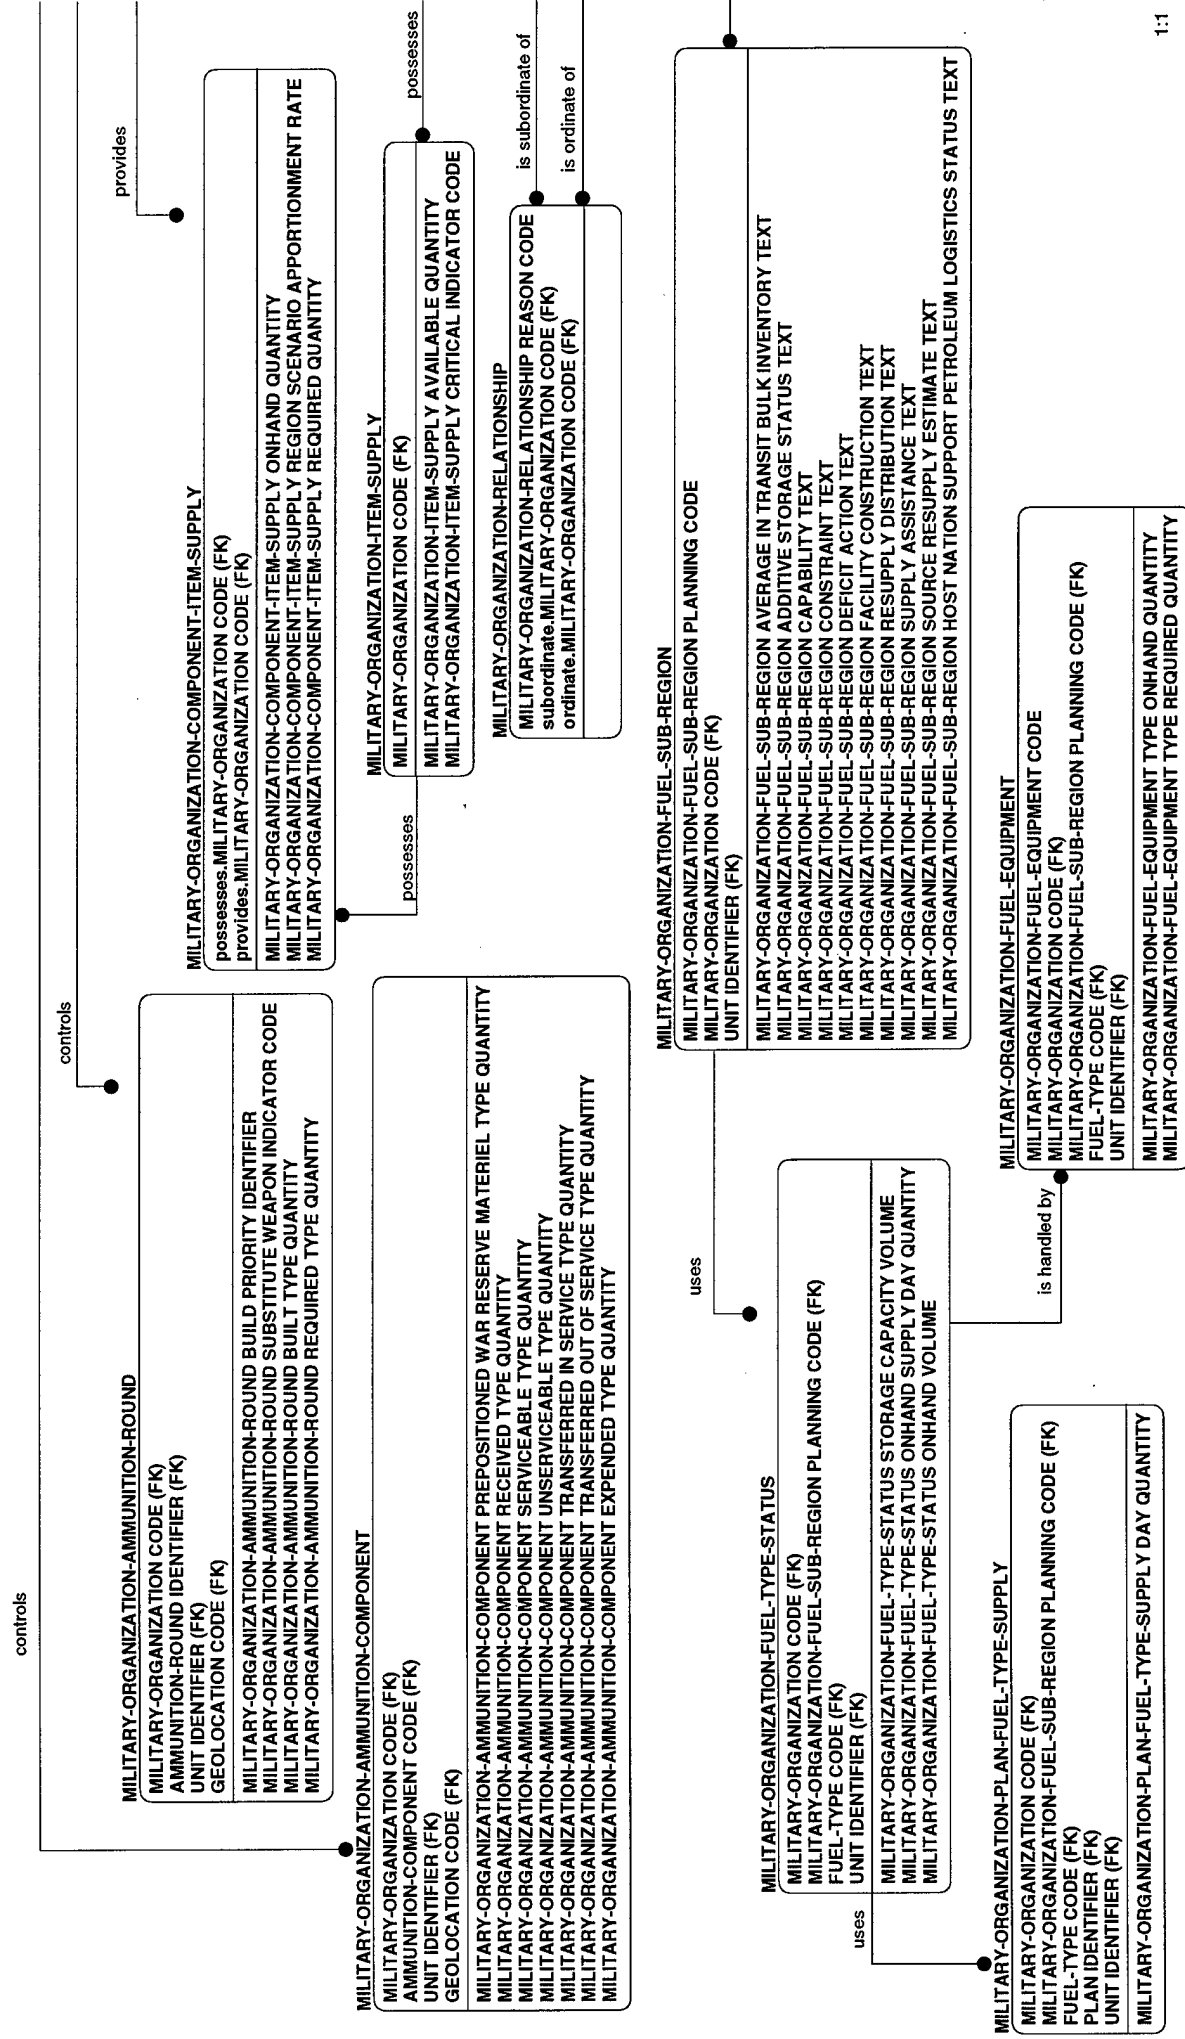 controls
controls
provides
MILITARY-ORGANIZATION-AMMUNITION-ROUND
MILITARY-ORGANIZATION CODE (FK)
AMMUNITION-ROUND IDENTIFIER (FK)
UNIT IDENTIFIER (FK)
GEOLOCATION CODE (FK)
MILITARY-ORGANIZATION-AMMUNITION-ROUND BUILD PRIORITY IDENTIFIER
MILITARY-ORGANIZATION-AMMUNITION-ROUND SUBSTITUTE WEAPON INDICATOR CODE
MILITARY-ORGANIZATION-AMMUNITION-ROUND BUILT TYPE QUANTITY
MILITARY-ORGANIZATION-AMMUNITION-ROUND REQUIRED TYPE QUANTITY
MILITARY-ORGANIZATION-COMPONENT-ITEM-SUPPLY
possesses.MILITARY-ORGANIZATION CODE (FK)
provides.MILITARY-ORGANIZATION CODE (FK)
MILITARY-ORGANIZATION-COMPONENT-ITEM-SUPPLY ONHAND QUANTITY
MILITARY-ORGANIZATION-COMPONENT-ITEM-SUPPLY REGION SCENARIO APPORTIONMENT RATE
MILITARY-ORGANIZATION-COMPONENT-ITEM-SUPPLY REQUIRED QUANTITY
MILITARY-ORGANIZATION-AMMUNITION-COMPONENT
MILITARY-ORGANIZATION CODE (FK)
AMMUNITION-COMPONENT CODE (FK)
UNIT IDENTIFIER (FK)
GEOLOCATION CODE (FK)
MILITARY-ORGANIZATION-AMMUNITION-COMPONENT PREPOSITIONED WAR RESERVE MATERIEL TYPE QUANTITY
MILITARY-ORGANIZATION-AMMUNITION-COMPONENT RECEIVED TYPE QUANTITY
MILITARY-ORGANIZATION-AMMUNITION-COMPONENT SERVICEABLE TYPE QUANTITY
MILITARY-ORGANIZATION-AMMUNITION-COMPONENT UNSERVICEABLE TYPE QUANTITY
MILITARY-ORGANIZATION-AMMUNITION-COMPONENT TRANSFERRED IN SERVICE TYPE QUANTITY
MILITARY-ORGANIZATION-AMMUNITION-COMPONENT TRANSFERRED OUT OF SERVICE TYPE QUANTITY
MILITARY-ORGANIZATION-AMMUNITION-COMPONENT EXPENDED TYPE QUANTITY
possesses
MILITARY-ORGANIZATION-ITEM-SUPPLY
MILITARY-ORGANIZATION CODE (FK)
MILITARY-ORGANIZATION-ITEM-SUPPLY AVAILABLE QUANTITY
MILITARY-ORGANIZATION-ITEM-SUPPLY CRITICAL INDICATOR CODE
possesses
MILITARY-ORGANIZATION-RELATIONSHIP
MILITARY-ORGANIZATION-RELATIONSHIP REASON CODE
subordinate.MILITARY-ORGANIZATION CODE (FK)
ordinate.MILITARY-ORGANIZATION CODE (FK)
is subordinate of
is ordinate of
MILITARY-ORGANIZATION-FUEL-SUB-REGION
MILITARY-ORGANIZATION-FUEL-SUB-REGION PLANNING CODE
MILITARY-ORGANIZATION CODE (FK)
UNIT IDENTIFIER (FK)
MILITARY-ORGANIZATION-FUEL-SUB-REGION AVERAGE IN TRANSIT BULK INVENTORY TEXT
MILITARY-ORGANIZATION-FUEL-SUB-REGION ADDITIVE STORAGE STATUS TEXT
MILITARY-ORGANIZATION-FUEL-SUB-REGION CAPABILITY TEXT
MILITARY-ORGANIZATION-FUEL-SUB-REGION CONSTRAINT TEXT
MILITARY-ORGANIZATION-FUEL-SUB-REGION DEFICIT ACTION TEXT
MILITARY-ORGANIZATION-FUEL-SUB-REGION FACILITY CONSTRUCTION TEXT
MILITARY-ORGANIZATION-FUEL-SUB-REGION RESUPPLY DISTRIBUTION TEXT
MILITARY-ORGANIZATION-FUEL-SUB-REGION SUPPLY ASSISTANCE TEXT
MILITARY-ORGANIZATION-FUEL-SUB-REGION SOURCE RESUPPLY ESTIMATE TEXT
MILITARY-ORGANIZATION-FUEL-SUB-REGION HOST NATION SUPPORT PETROLEUM LOGISTICS STATUS TEXT
uses
MILITARY-ORGANIZATION-FUEL-TYPE-STATUS
MILITARY-ORGANIZATION CODE (FK)
MILITARY-ORGANIZATION-FUEL-SUB-REGION PLANNING CODE (FK)
FUEL-TYPE CODE (FK)
UNIT IDENTIFIER (FK)
MILITARY-ORGANIZATION-FUEL-TYPE-STATUS STORAGE CAPACITY VOLUME
MILITARY-ORGANIZATION-FUEL-TYPE-STATUS ONHAND SUPPLY DAY QUANTITY
MILITARY-ORGANIZATION-FUEL-TYPE-STATUS ONHAND VOLUME
uses
is handled by
MILITARY-ORGANIZATION-PLAN-FUEL-TYPE-SUPPLY
MILITARY-ORGANIZATION CODE (FK)
MILITARY-ORGANIZATION-FUEL-SUB-REGION PLANNING CODE (FK)
FUEL-TYPE CODE (FK)
PLAN IDENTIFIER (FK)
UNIT IDENTIFIER (FK)
MILITARY-ORGANIZATION-PLAN-FUEL-TYPE-SUPPLY DAY QUANTITY
MILITARY-ORGANIZATION-FUEL-EQUIPMENT
MILITARY-ORGANIZATION-FUEL-EQUIPMENT CODE
MILITARY-ORGANIZATION CODE (FK)
MILITARY-ORGANIZATION-FUEL-SUB-REGION PLANNING CODE (FK)
FUEL-TYPE CODE (FK)
UNIT IDENTIFIER (FK)
MILITARY-ORGANIZATION-FUEL-EQUIPMENT TYPE ONHAND QUANTITY
MILITARY-ORGANIZATION-FUEL-EQUIPMENT TYPE REQUIRED QUANTITY
1:1